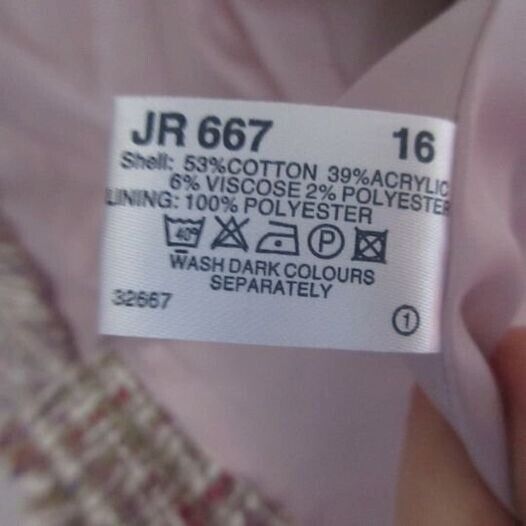 JR 667 16
Shell: 53%COTTON 39%ACRYLIC
6% VISCOSE 2% POLYESTER
LINING: 100% POLYESTER
40° P
WASH DARK COLOURS
SEPARATELY
32667
1